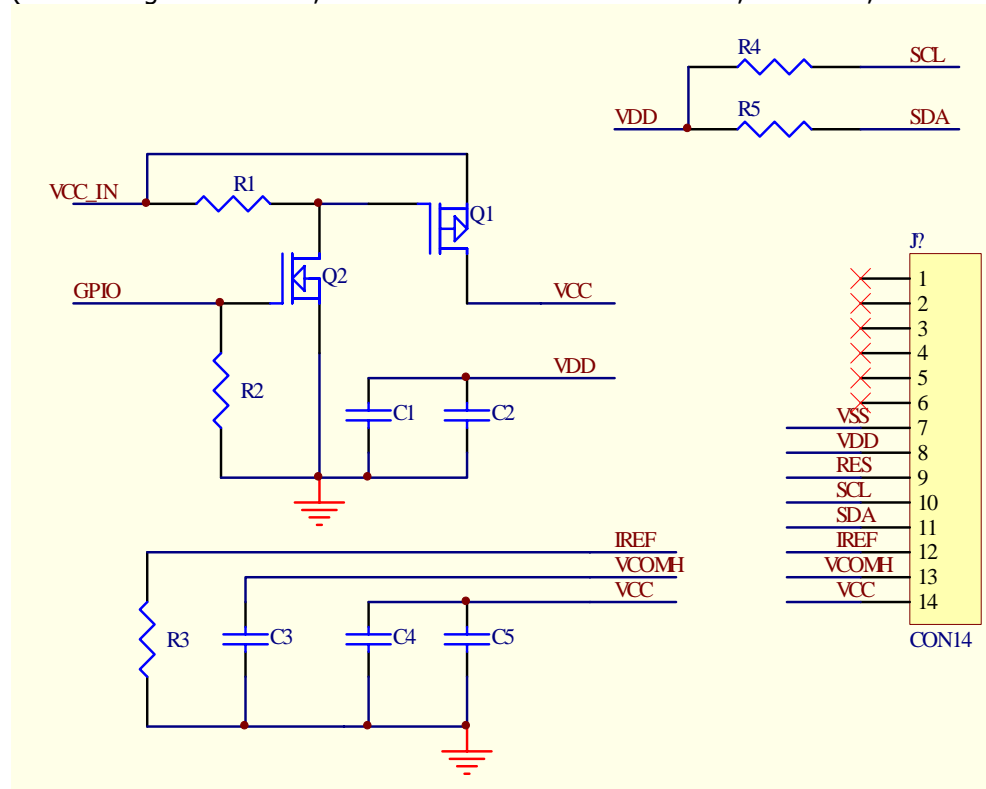 R4
SCL
VDD
R5
SDA
VCC_IN
R1
Q1
Q2
GPIO
VCC
R2
VDD
C1
C2
J?
1
2
3
4
5
6
VSS 7
VDD 8
RES 9
SCL 10
SDA 11
IREF 12
VCOMH 13
VCC 14
CON14
IREF
VCOMH
VCC
R3
C3
C4
C5